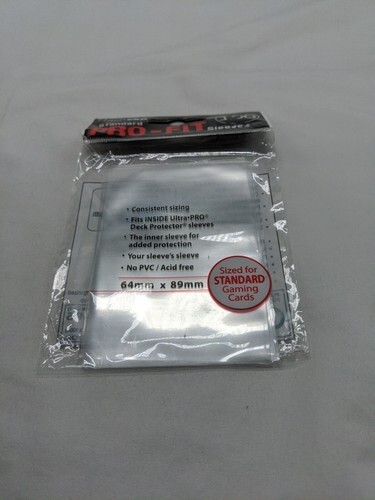 Standard
PRO-FIT
• Consistent sizing
• Fits INSIDE Ultra•PRO®
Deck Protector® sleeves
• The inner sleeve for
added protection
• Your sleeve's sleeve
• No PVC / Acid free
64mm x 89mm
Sized for
STANDARD
Gaming
Cards